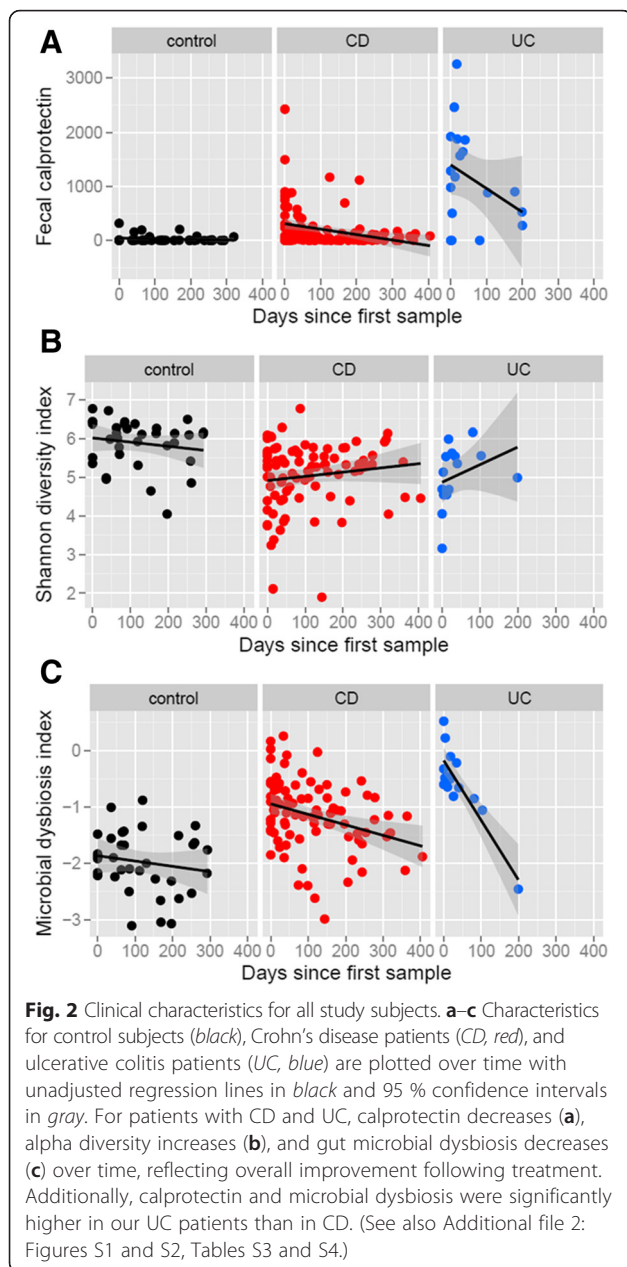 A
control CD UC
Fecal calprotectin
3000
2000
1000
0
0 100 200 300 400 0 100 200 300 400 0 100 200 300 400
Days since first sample
B
control CD UC
Shannon diversity index
7
6
5
4
3
2
0 100 200 300 400 0 100 200 300 400 0 200 400
Days since first sample
C
control CD UC
Microbial dysbiosis index
0
−1
−2
−3
0 100 200 300 400 0 100 200 300 400 0 100 200 300 400
Days since first sample
Fig. 2 Clinical characteristics for all study subjects. a–c Characteristics
for control subjects (black), Crohn's disease patients (CD, red), and
ulcerative colitis patients (UC, blue) are plotted over time with
unadjusted regression lines in black and 95 % confidence intervals
in gray. For patients with CD and UC, calprotectin decreases (a),
alpha diversity increases (b), and gut microbial dysbiosis decreases
(c) over time, reflecting overall improvement following treatment.
Additionally, calprotectin and microbial dysbiosis were significantly
higher in our UC patients than in CD. (See also Additional file 2:
Figures S1 and S2, Tables S3 and S4.)